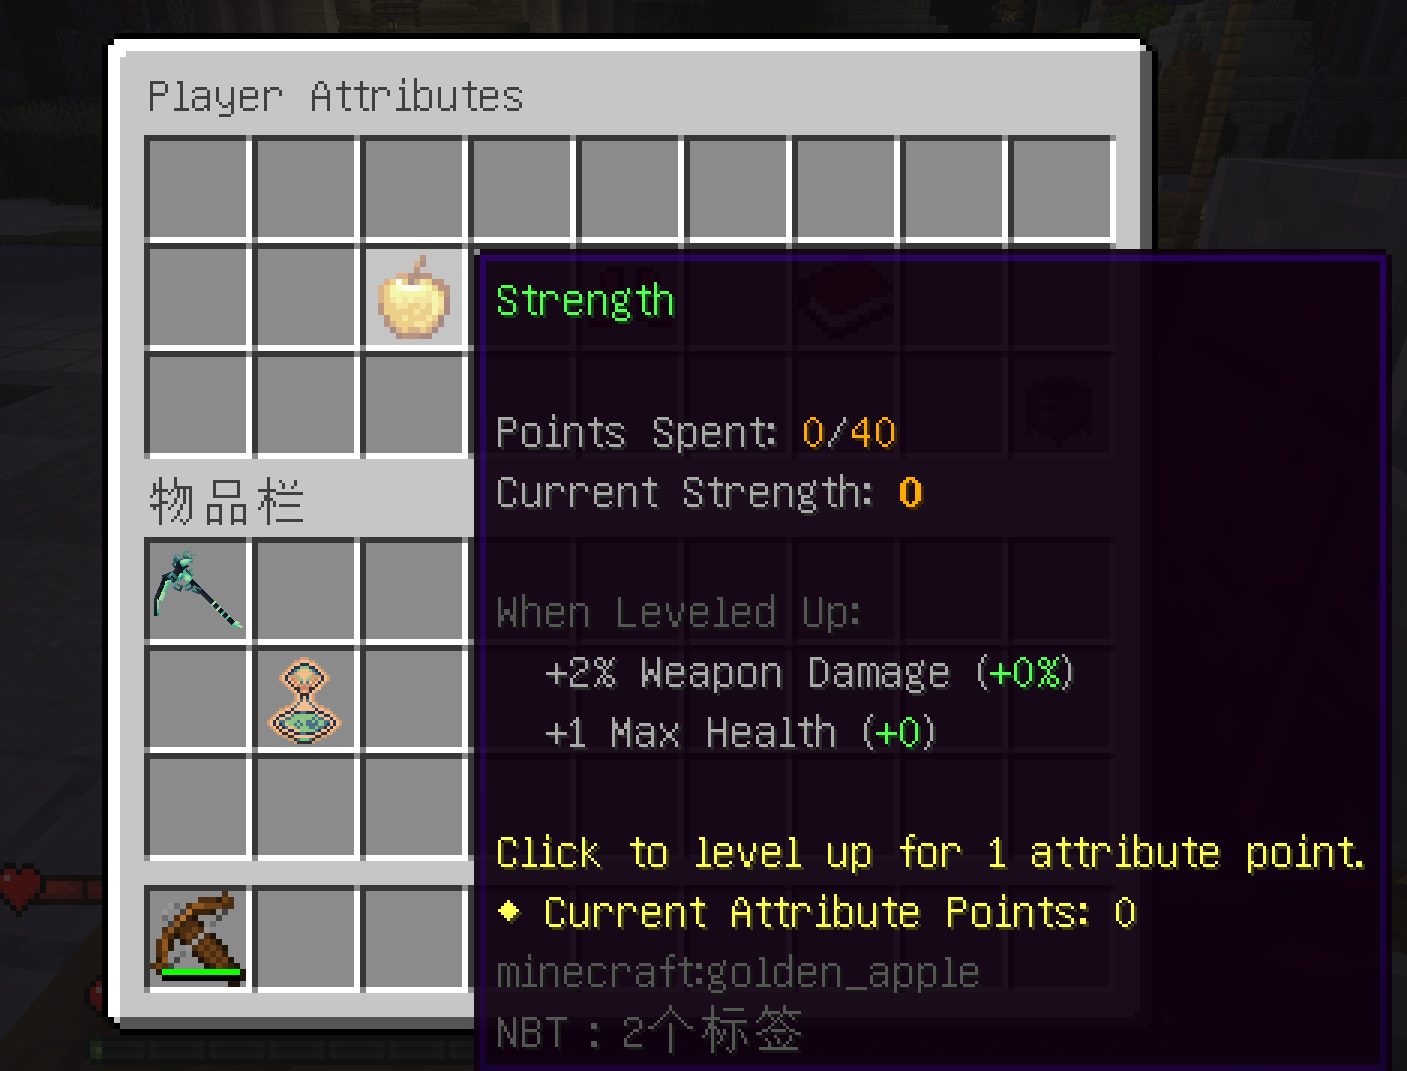 Player Attributes
Strength
Points Spent: 0/40
Current Strength: 0
When Leveled Up:
+2% Weapon Damage (+0%)
+1 Max Health (+0)
Click to level up for 1 attribute point.
◆ Current Attribute Points: 0
minecraft:golden_apple
NBT：2个标签
物品栏